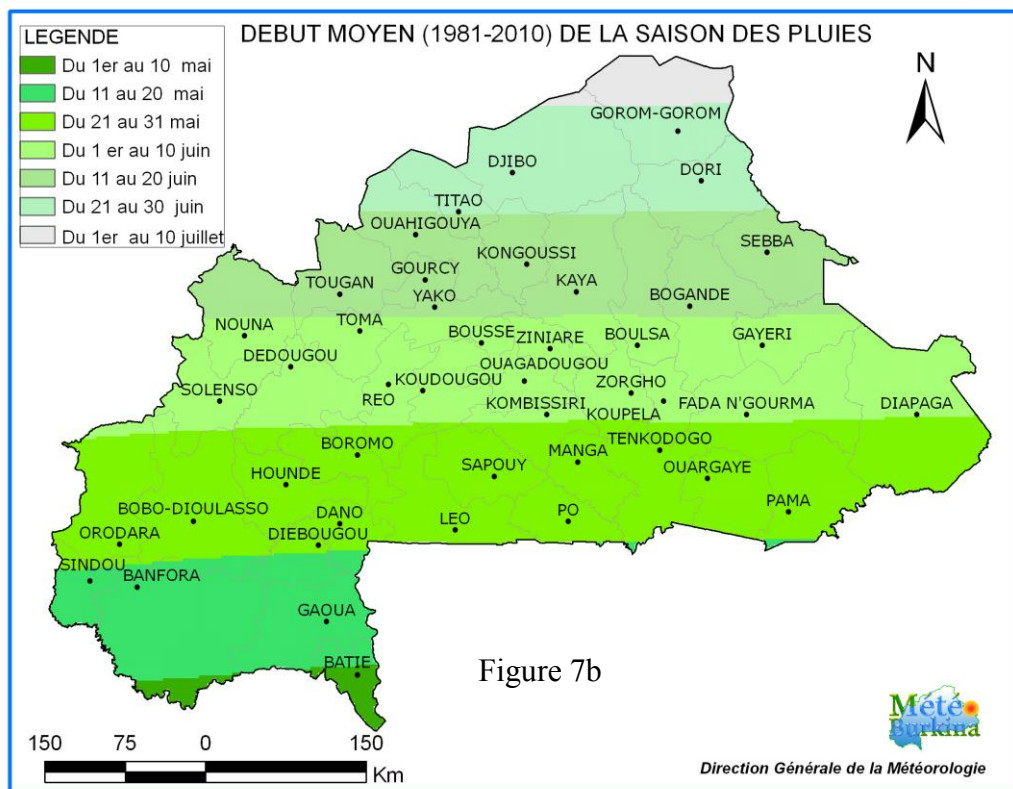 DEBUT MOYEN (1981-2010) DE LA SAISON DES PLUIES
LEGENDE
Du 1er au 10 mai
Du 11 au 20 mai
Du 21 au 31 mai
Du 1 er au 10 juin
Du 11 au 20 juin
Du 21 au 30 juin
Du 1er au 10 juillet
N
GOROM-GOROM
DJIBO
DORI
TITAO
OUAHIGOUYA
SEBBA
KONGOUSSI
GOURCY
TOUGAN
KAYA
YAKO
BOGANDE
NOUNA
TOMA
BOUSSE
ZINIARE
BOULSA
GAYERI
DEDOUGOU
OUAGADOUGOU
SOLENSO
REO
KOUDOUGOU
ZORGHO
KOMBISSIRI
KOUPELA
FADA N'GOURMA
DIAPAGA
BOROMO
TENKODOGO
MANGA
HOUNDE
SAPOUY
OUARGAYE
PAMA
BOBO-DIOULASSO
DANO
LEO
PO
ORODARA
DIEBOUGOU
SINDOU
BANFORA
GAOUA
BATIE
Figure 7b
150 75 0 150
Km
Météo
Burkina
Direction Générale de la Météorologie